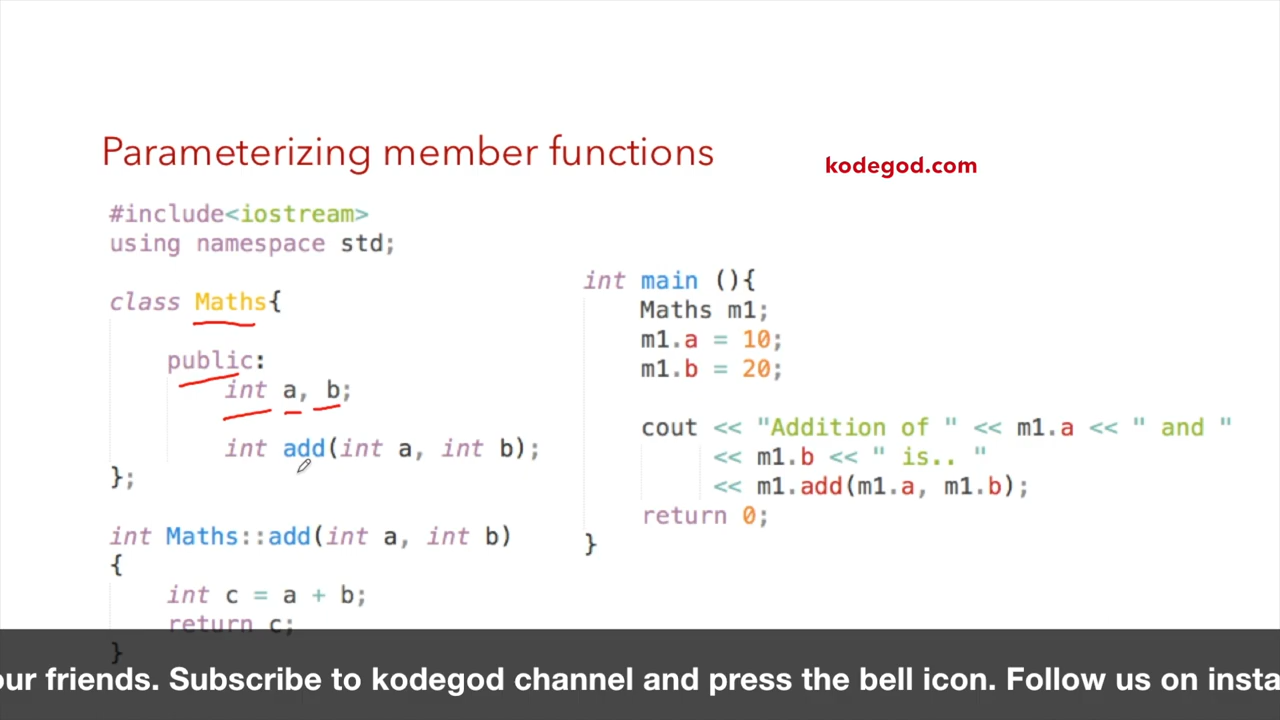 Parameterizing member functions
kodegod.com
#include<iostream>
using namespace std;
class Maths{
public:
int a, b;
int add(int a, int b);
};
int Maths::add(int a, int b)
{
int c = a + b;
return c;
}
int main (){
Maths m1;
m1.a = 10;
m1.b = 20;
cout << "Addition of " << m1.a << " and "
<< m1.b << " is.. "
<< m1.add(m1.a, m1.b);
return 0;
}
our friends. Subscribe to kodegod channel and press the bell icon. Follow us on insta